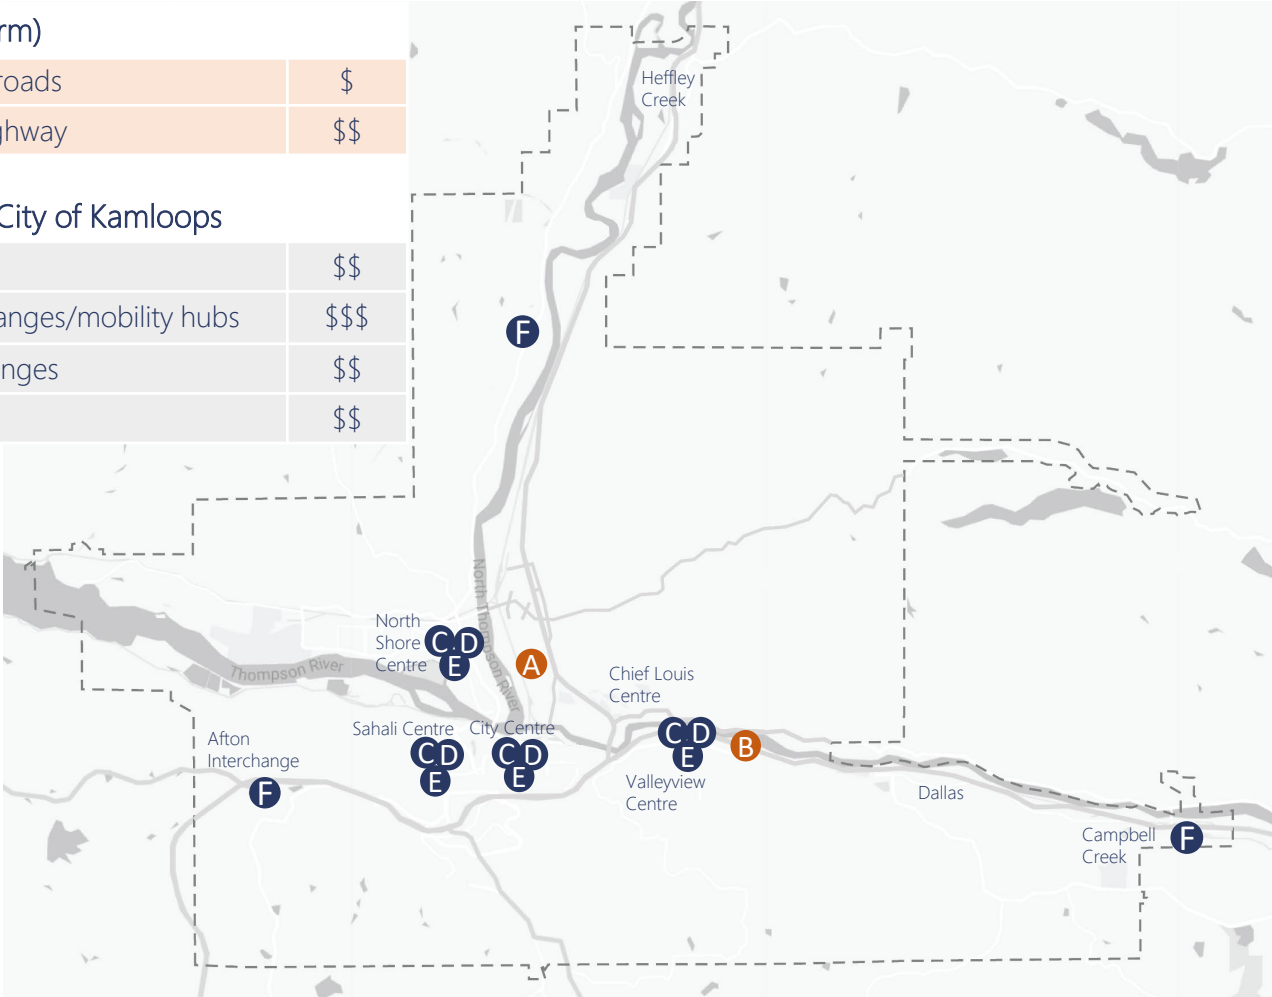 rm)
roads $
ghway $$
City of Kamloops
$$
anges/mobility hubs $$$
nges $$
$$
Heffley
Creek
F
North Thompson River
North
Shore
Centre
C D
E
A
Thompson River
Chief Louis
Centre
Sahali Centre
C D
E
City Centre
C D
E
C D
E
B
Valleyview
Centre
Afton
Interchange
F
Dallas
Campbell
Creek
F